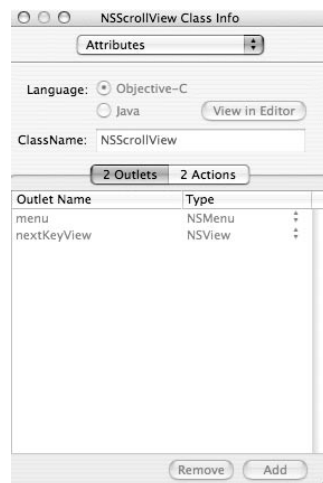 NSScrollView Class Info
Attributes
Language: Objective-C
Java View in Editor
ClassName: NSScrollView
2 Outlets 2 Actions
Outlet Name Type
menu NSMenu
nextKeyView NSView
Remove Add